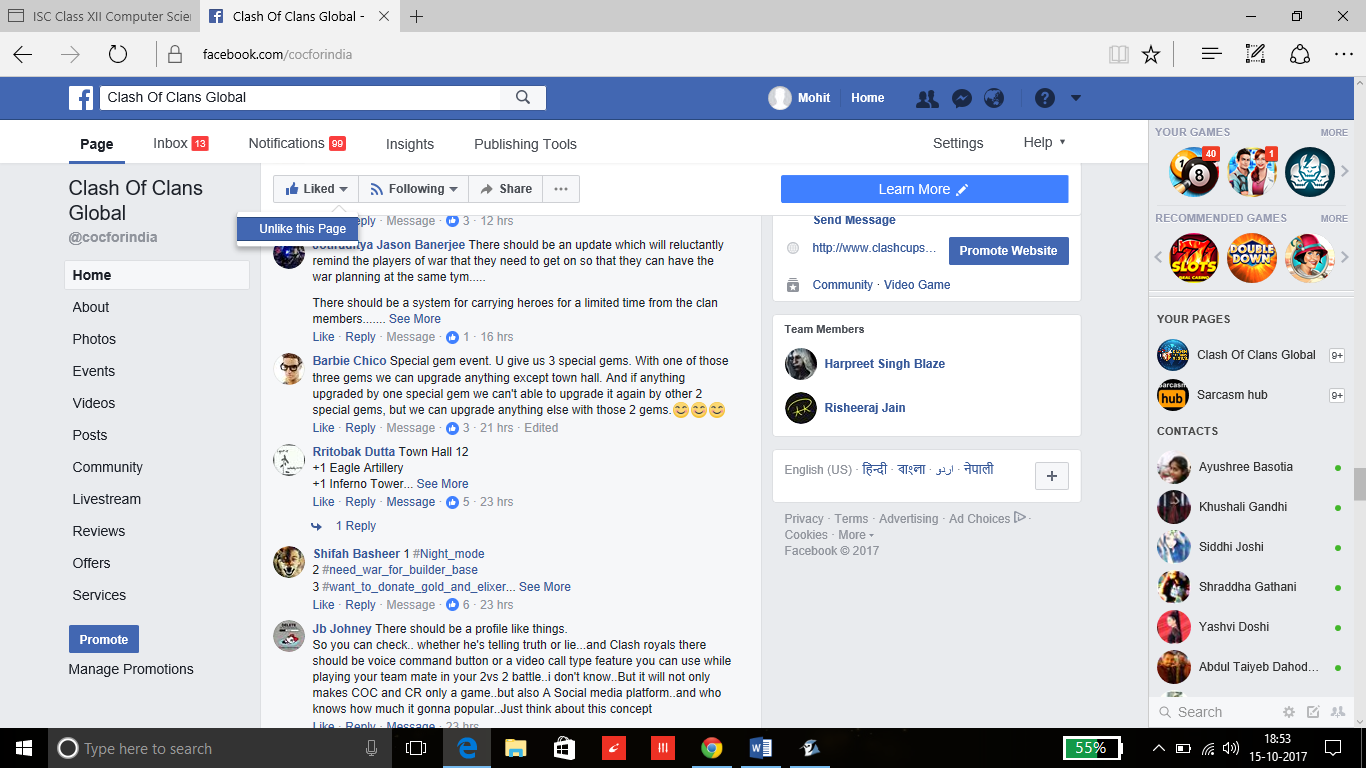 ISC Class XII Computer Scien
Clash Of Clans Global -
facebook.com/cocforindia
Clash Of Clans Global
Mohit
Home
Page
Inbox 13
Notifications 99
Insights
Publishing Tools
Settings
Help
Clash Of Clans
Global
@cocforindia
Home
About
Photos
Events
Videos
Posts
Community
Livestream
Reviews
Offers
Services
Promote
Manage Promotions
Liked
Following
Share
Learn More
Unlike this Page
Reply · Message · 3 · 12 hrs
Jason Banerjee There should be an update which will reluctantly
remind the players of war that they need to get on so that they can have the
war planning at the same tym.....
There should be a system for carrying heroes for a limited time from the clan
members....... See More
Like · Reply · Message · 1 · 16 hrs
Barbie Chico Special gem event. U give us 3 special gems. With one of those
three gems we can upgrade anything except town hall. And if anything
upgraded by one special gem we can't able to upgrade it again by other 2
special gems, but we can upgrade anything else with those 2 gems.😊😊😊
Like · Reply · Message · 3 · 21 hrs · Edited
Rritobak Dutta Town Hall 12
+1 Eagle Artillery
+1 Inferno Tower... See More
Like · Reply · Message · 5 · 23 hrs
1 Reply
Shifah Basheer 1 #Night_mode
2 #need_war_for_builder_base
3 #want_to_donate_gold_and_elixer... See More
Like · Reply · Message · 6 · 23 hrs
Jb Johney There should be a profile like things.
So you can check.. whether he's telling truth or lie...and Clash royals there
should be voice command button or a video call type feature you can use while
playing your team mate in your 2vs 2 battle..i don't know..But it will not only
makes COC and CR only a game..but also A Social media platform..and who
knows how much it gonna popular..Just think about this concept
Like · Reply · Message · 23 hrs
Send Message
http://www.clashcups...
Promote Website
Community · Video Game
Team Members
Harpreet Singh Blaze
Risheeraj Jain
English (US) · हिन्दी · বাংলা · اردو · नेपाली
Privacy · Terms · Advertising · Ad Choices ·
Cookies · More
Facebook © 2017
YOUR GAMES
MORE
8
40
1
RECOMMENDED GAMES
MORE
777
SLOTS
DOUBLE
DOWN
YOUR PAGES
Clash Of Clans Global 9+
Sarcasm
hub
Sarcasm hub 9+
CONTACTS
Ayushree Basotia
Khushali Gandhi
Siddhi Joshi
Shraddha Gathani
Yashvi Doshi
Abdul Taiyeb Dahod...
Search
Type here to search
55%
18:53
15-10-2017